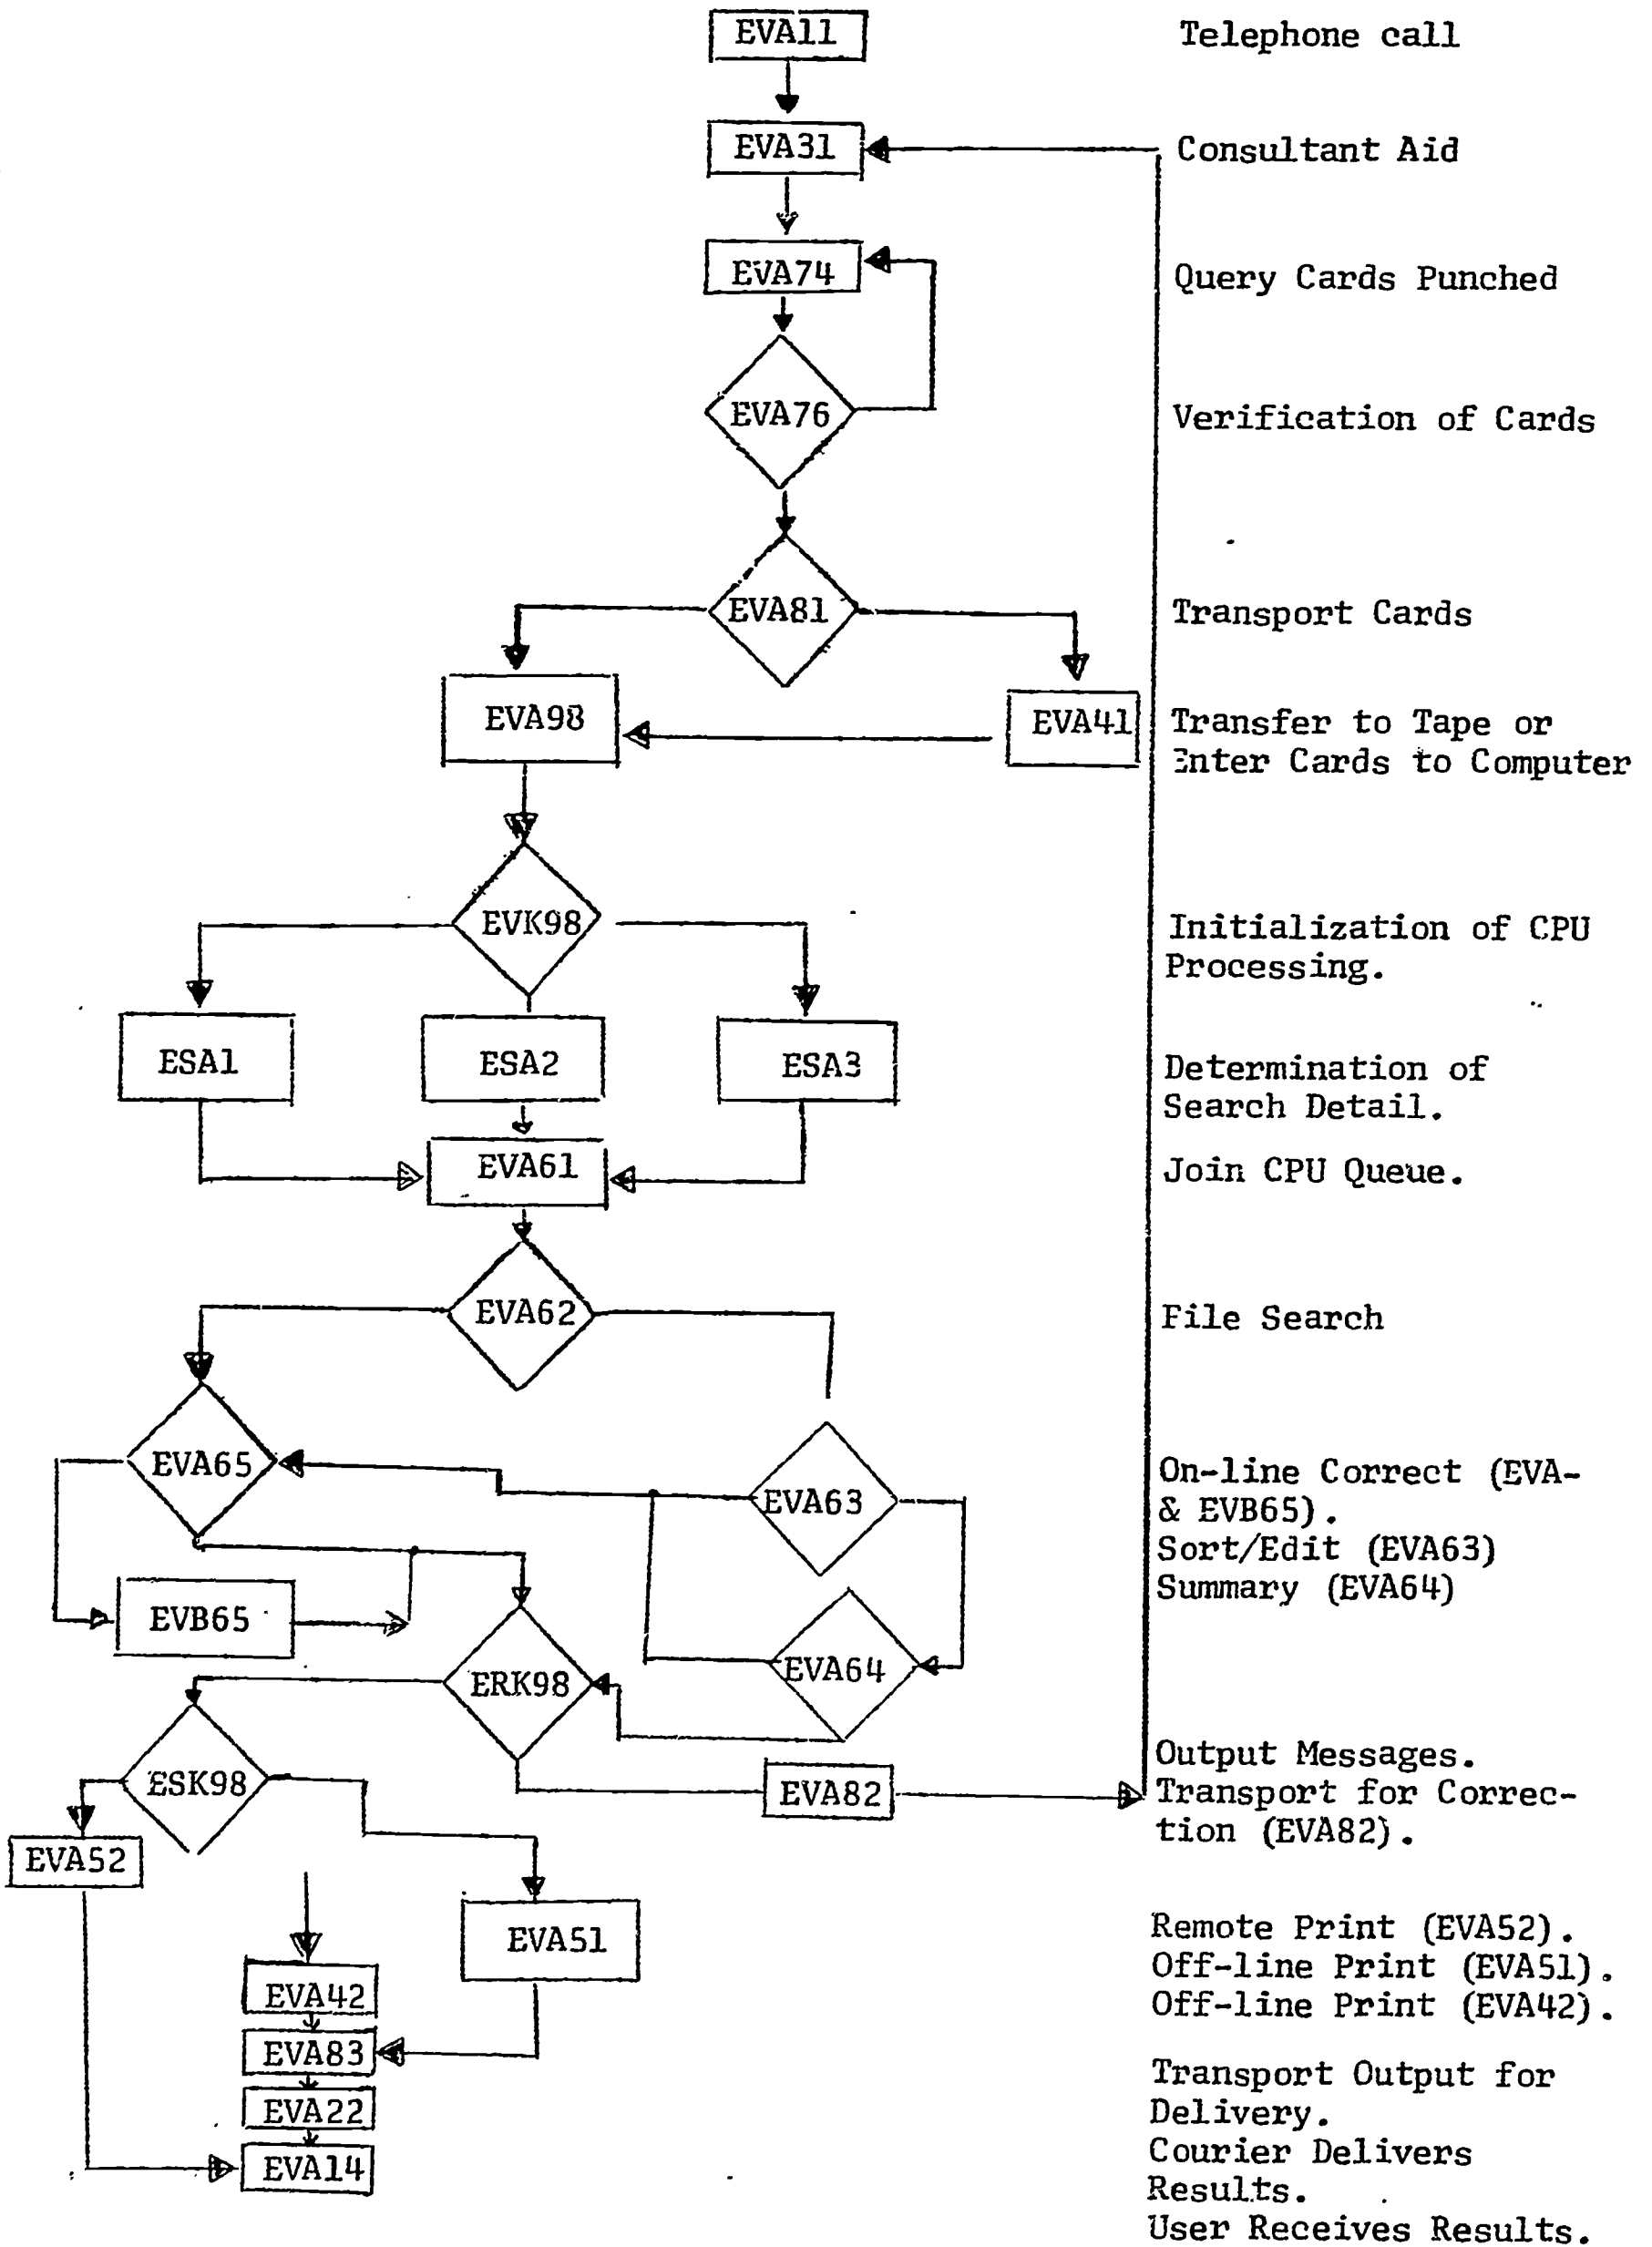 EVA11 Telephone call
EVA31 Consultant Aid
EVA74 Query Cards Punched
EVA76 Verification of Cards
EVA81 Transport Cards
EVA98 EVA41 Transfer to Tape or
Enter Cards to Computer
EVK98 Initialization of CPU
Processing.
ESA1 ESA2 ESA3 Determination of
Search Detail.
EVA61 Join CPU Queue.
EVA62 File Search
EVA65 EVA63 On-line Correct (EVA-
& EVB65).
Sort/Edit (EVA63)
Summary (EVA64)
EVB65
EVA64
ERK98
Output Messages.
ESK98 EVA82 Transport for Correc-
tion (EVA82).
EVA52
EVA51 Remote Print (EVA52).
Off-line Print (EVA51).
EVA42 Off-line Print (EVA42).
EVA83
Transport Output for
EVA22 Delivery.
Courier Delivers
EVA14 Results.
User Receives Results.